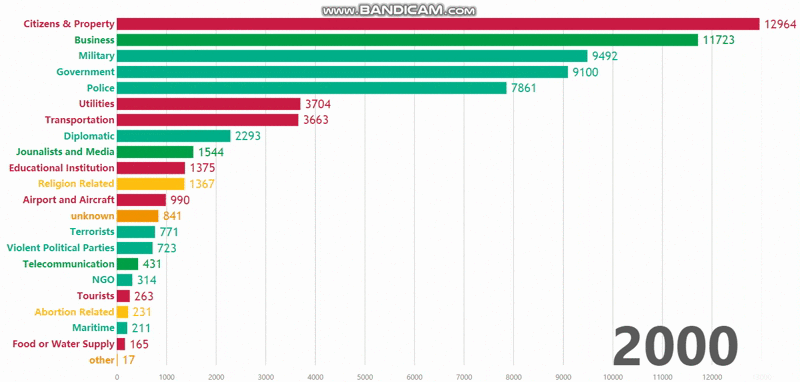 www.BANDICAM.com
Citizens & Property 12964
Business 11723
Military 9492
Government 9100
Police 7861
Utilities 3704
Transportation 3663
Diplomatic 2293
Jounalists and Media 1544
Educational Institution 1375
Religion Related 1367
Airport and Aircraft 990
unknown 841
Terrorists 771
Violent Political Parties 723
Telecommunication 431
NGO 314
Tourists 263
Abortion Related 231
Maritime 211
Food or Water Supply 165
other 17
2000
0 1000 2000 3000 4000 5000 6000 7000 8000 9000 10000 11000 12000